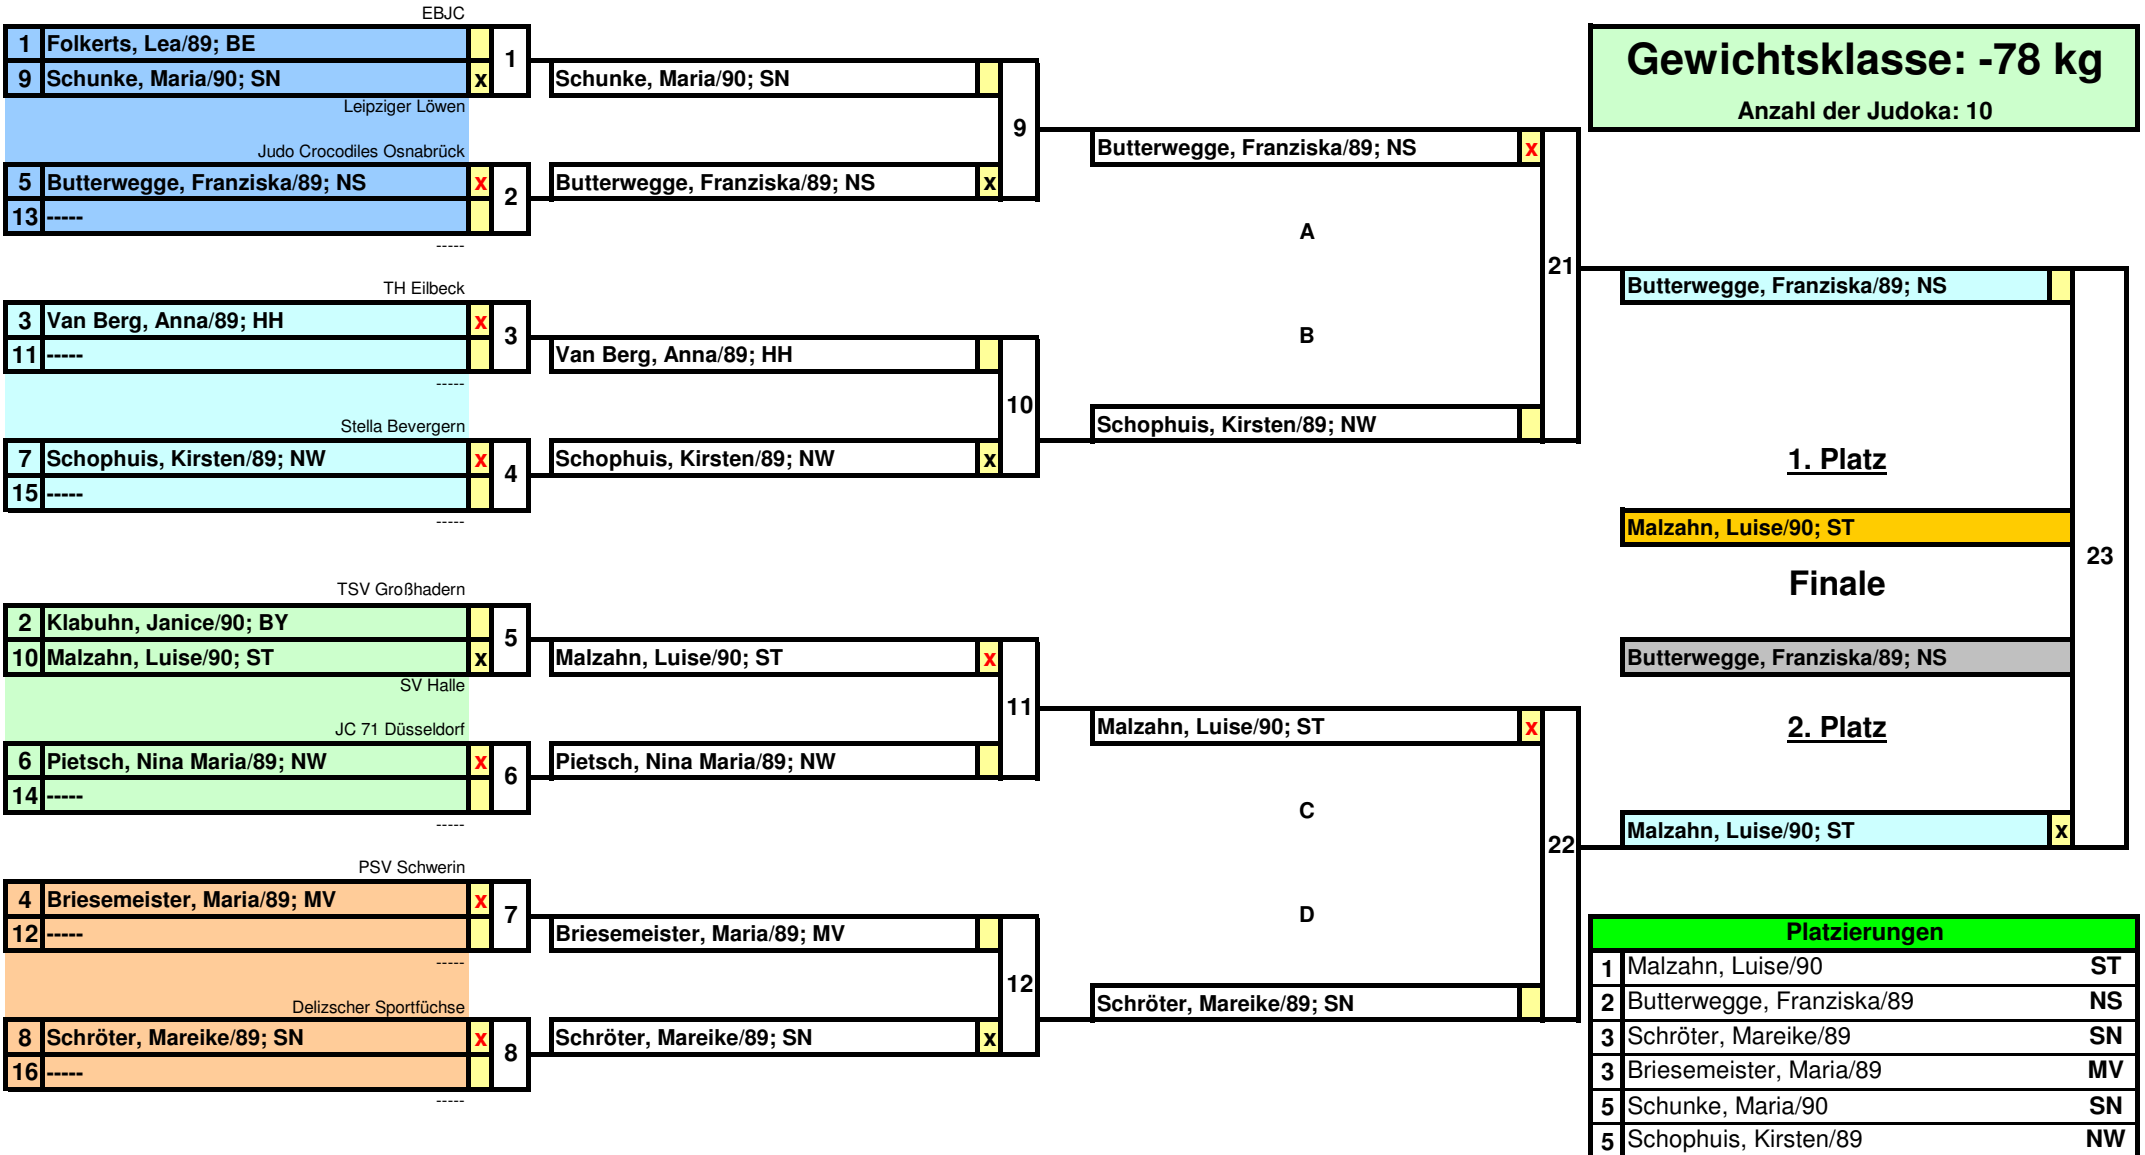 EBJC
1 Folkerts, Lea/89; BE
9 Schunke, Maria/90; SN x
1
Leipziger Löwen
Judo Crocodiles Osnabrück
5 Butterwegge, Franziska/89; NS x
13 -----
2
-----
TH Eilbeck
3 Van Berg, Anna/89; HH x
11 -----
3
-----
Stella Bevergern
7 Schophuis, Kirsten/89; NW x
15 -----
4
-----
TSV Großhadern
2 Klabuhn, Janice/90; BY
10 Malzahn, Luise/90; ST x
5
SV Halle
JC 71 Düsseldorf
6 Pietsch, Nina Maria/89; NW x
14 -----
6
-----
PSV Schwerin
4 Briesemeister, Maria/89; MV x
12 -----
7
-----
Delizscher Sportfüchse
8 Schröter, Mareike/89; SN x
16 -----
8
-----
Schunke, Maria/90; SN
9
Butterwegge, Franziska/89; NS x
Van Berg, Anna/89; HH
10
Schophuis, Kirsten/89; NW x
Malzahn, Luise/90; ST x
11
Pietsch, Nina Maria/89; NW
Briesemeister, Maria/89; MV
12
Schröter, Mareike/89; SN x
Butterwegge, Franziska/89; NS x
A
21
B
Schophuis, Kirsten/89; NW
Malzahn, Luise/90; ST x
C
22
D
Schröter, Mareike/89; SN
Gewichtsklasse: -78 kg
Anzahl der Judoka: 10
Butterwegge, Franziska/89; NS
1. Platz
Malzahn, Luise/90; ST
23
Finale
Butterwegge, Franziska/89; NS
2. Platz
Malzahn, Luise/90; ST x
Platzierungen
1 Malzahn, Luise/90 ST
2 Butterwegge, Franziska/89 NS
3 Schröter, Mareike/89 SN
3 Briesemeister, Maria/89 MV
5 Schunke, Maria/90 SN
5 Schophuis, Kirsten/89 NW